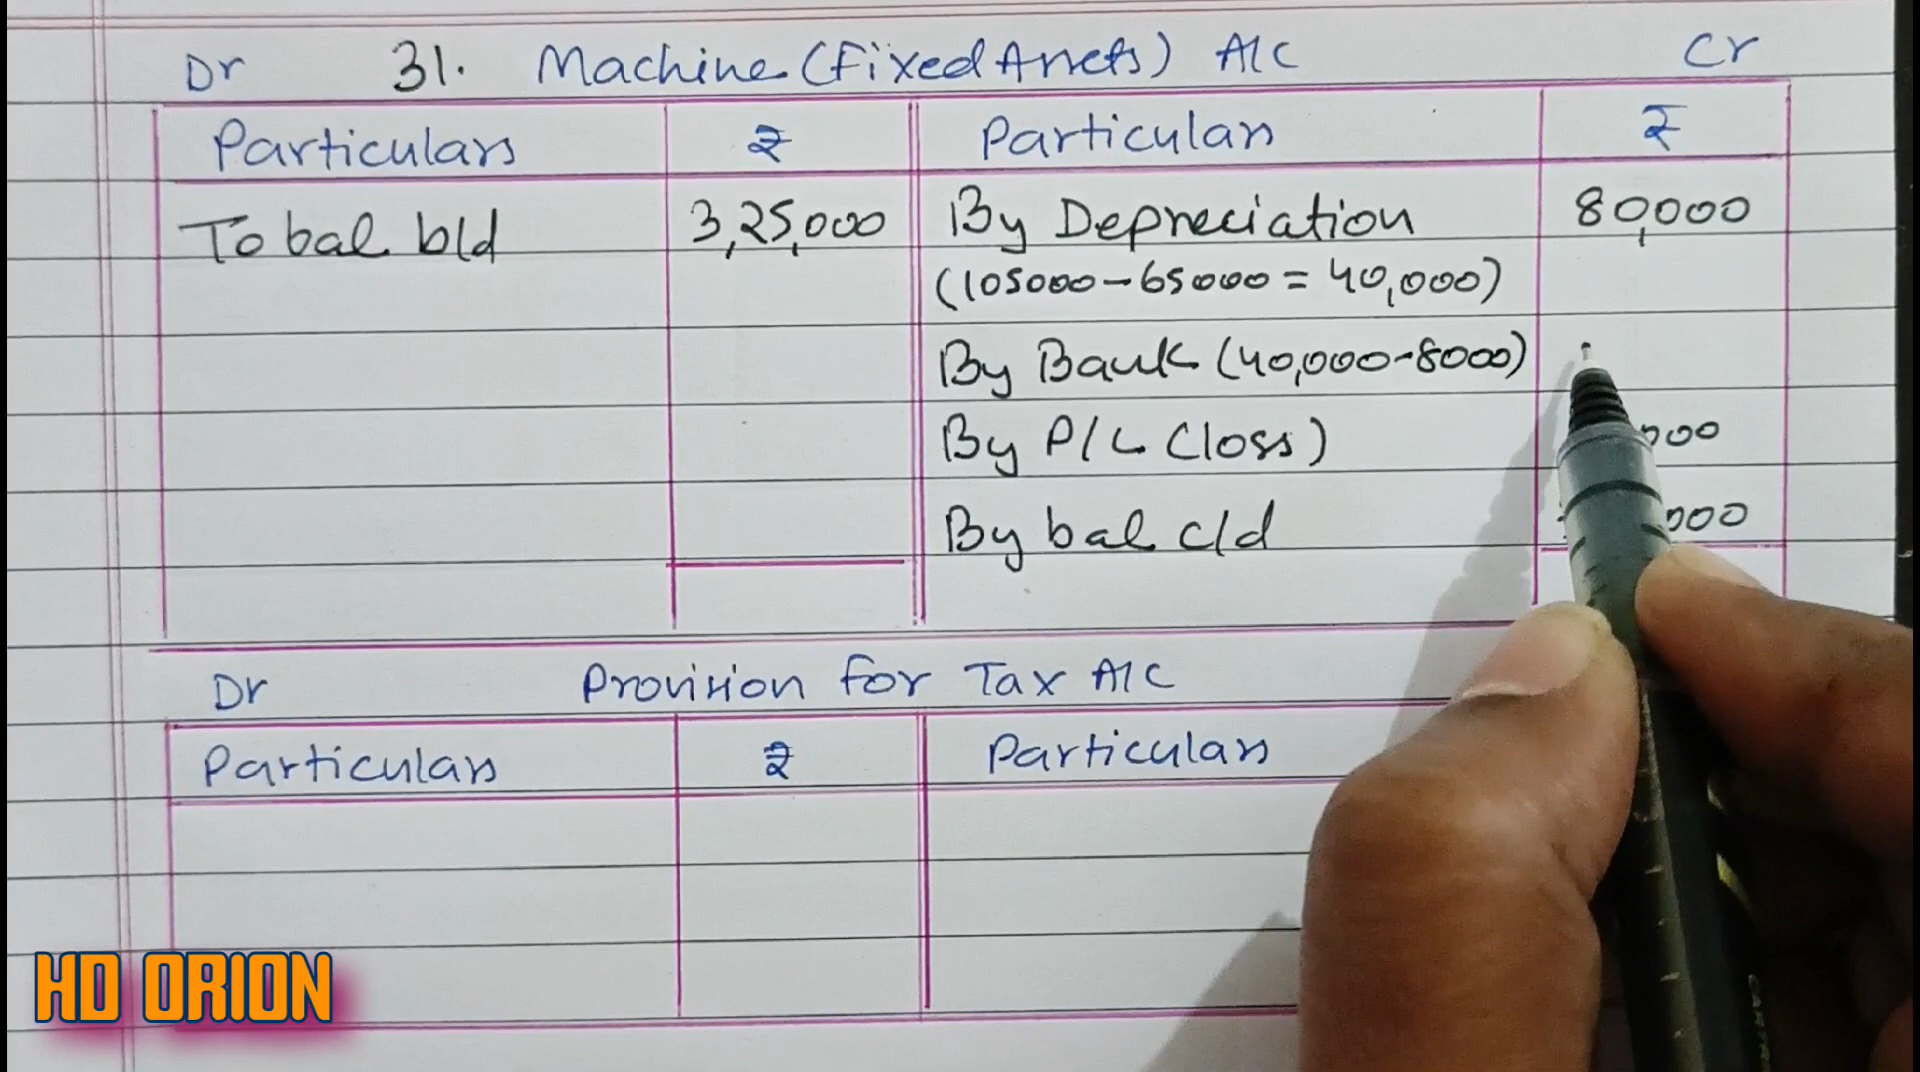 Dr 31. Machine (Fixed Assets) A/C Cr
Particulars ₹ Particulars ₹
To bal b/d 3,25,000 By Depreciation 80,000
(105000-65000 = 40,000)
By Bank (40,000-8000)
By P/L (loss)
By bal c/d
Dr Provision for Tax A/C
Particulars ₹ Particulars
HD ORION